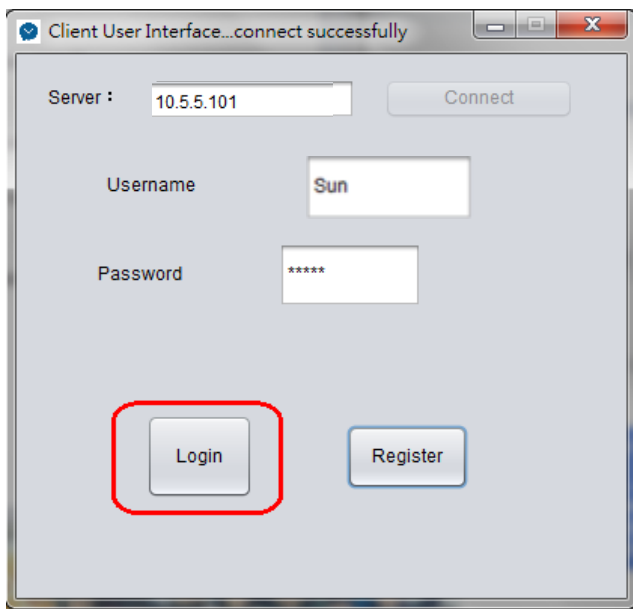 Client User Interface...connect successfully
Server： 10.5.5.101 Connect
Username Sun
Password *****
Login Register